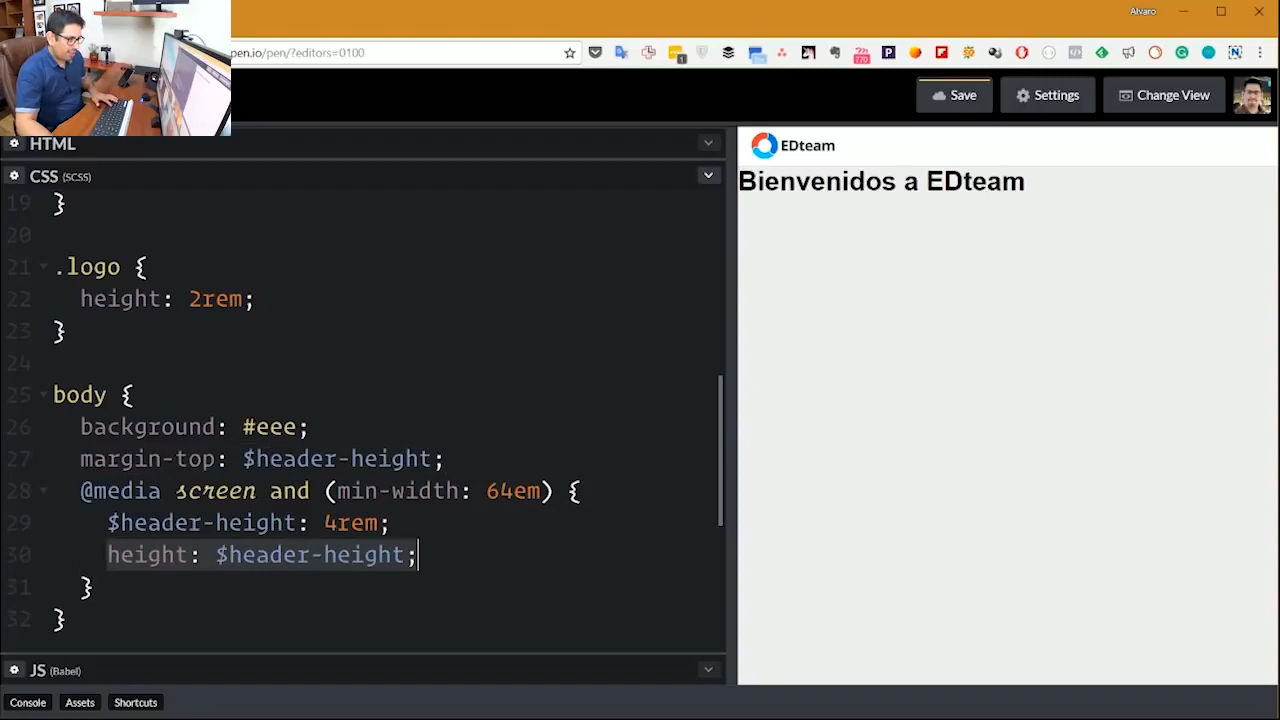 Alvaro
pen.io/pen/?editors=0100
Save
Settings
Change View
HTML
CSS (SCSS)
19 }
20
21 .logo {
22 height: 2rem;
23 }
24
25 body {
26 background: #eee;
27 margin-top: $header-height;
28 @media screen and (min-width: 64em) {
29 $header-height: 4rem;
30 height: $header-height;
31 }
32 }
JS (Babel)
Console
Assets
Shortcuts
EDteam
Bienvenidos a EDteam